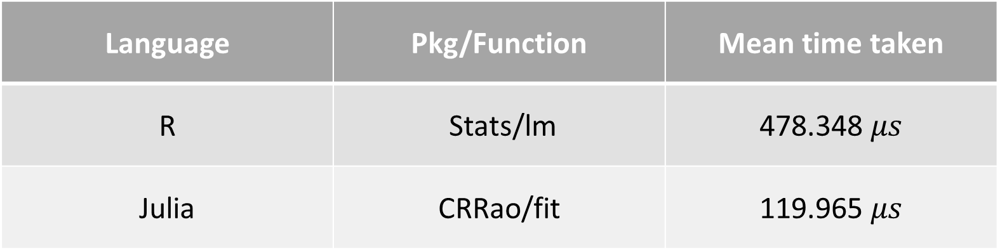 Language Pkg/Function Mean time taken
R Stats/lm 478.348 μs
Julia CRRao/fit 119.965 μs